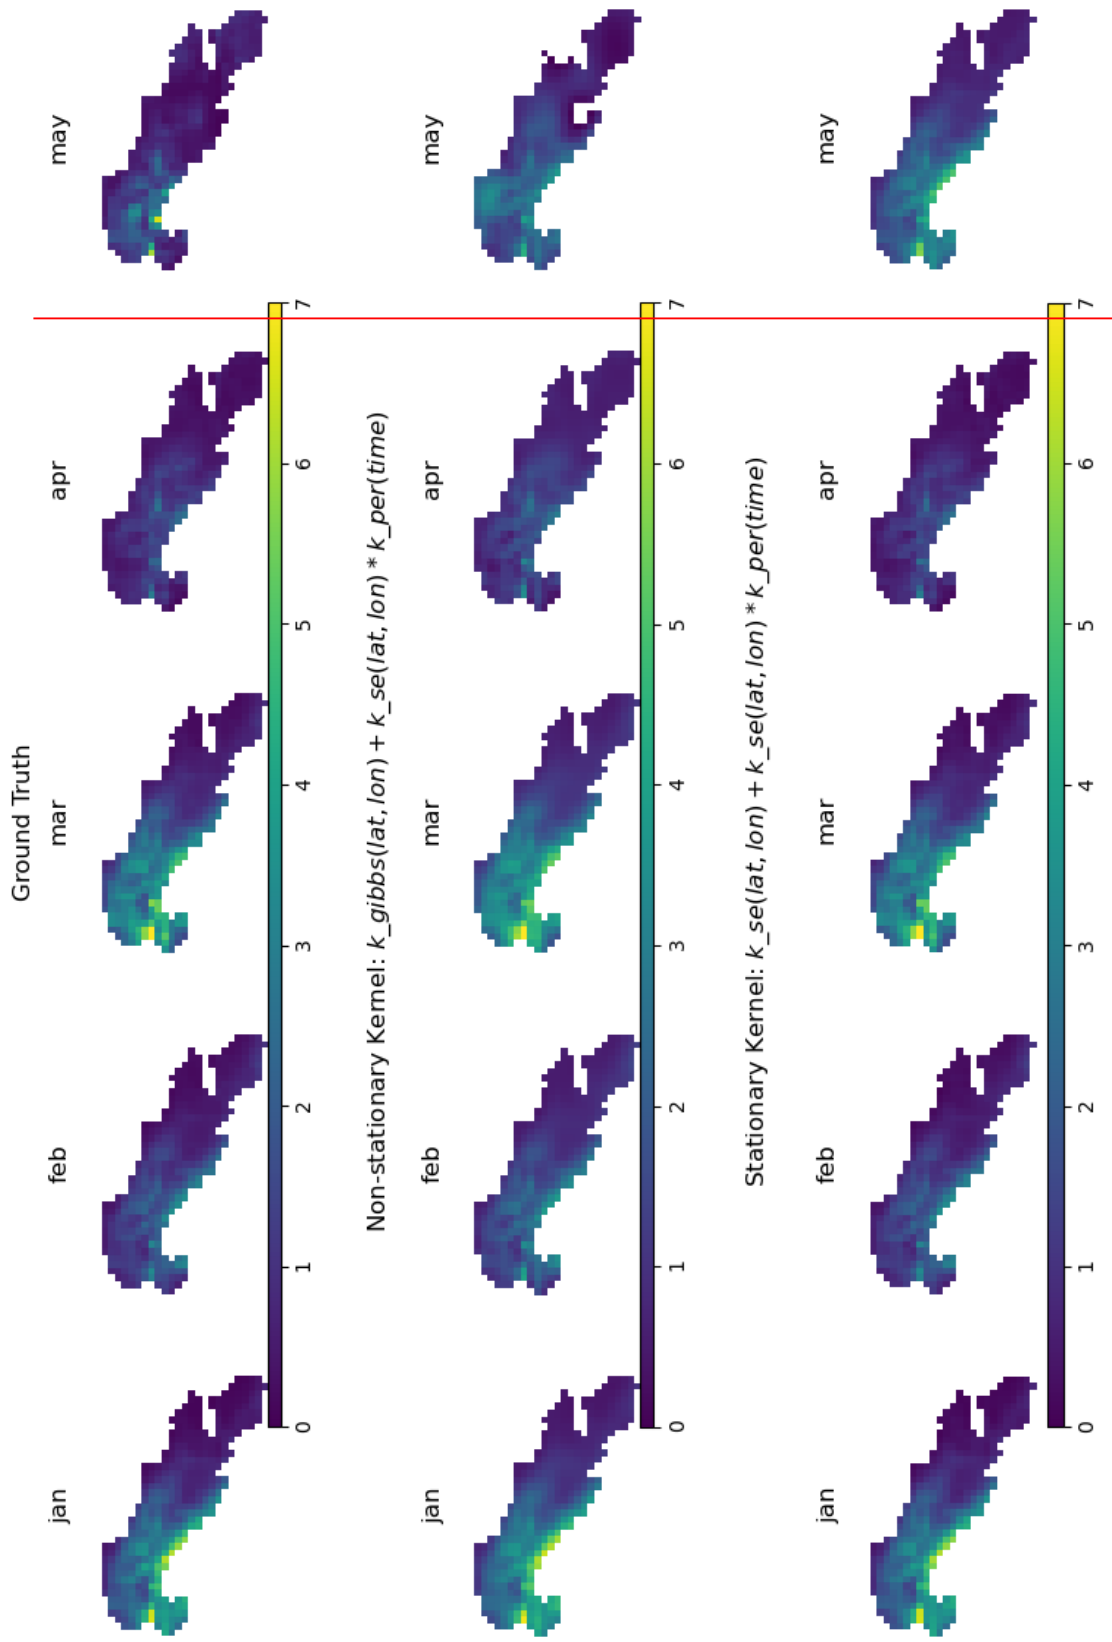 Ground Truth
jan feb mar apr may
0 1 2 3 4 5 6 7
Non-stationary Kernel: k_gibbs(lat, lon) + k_se(lat, lon) * k_per(time)
jan feb mar apr may
0 1 2 3 4 5 6 7
Stationary Kernel: k_se(lat, lon) + k_se(lat, lon) * k_per(time)
jan feb mar apr may
0 1 2 3 4 5 6 7